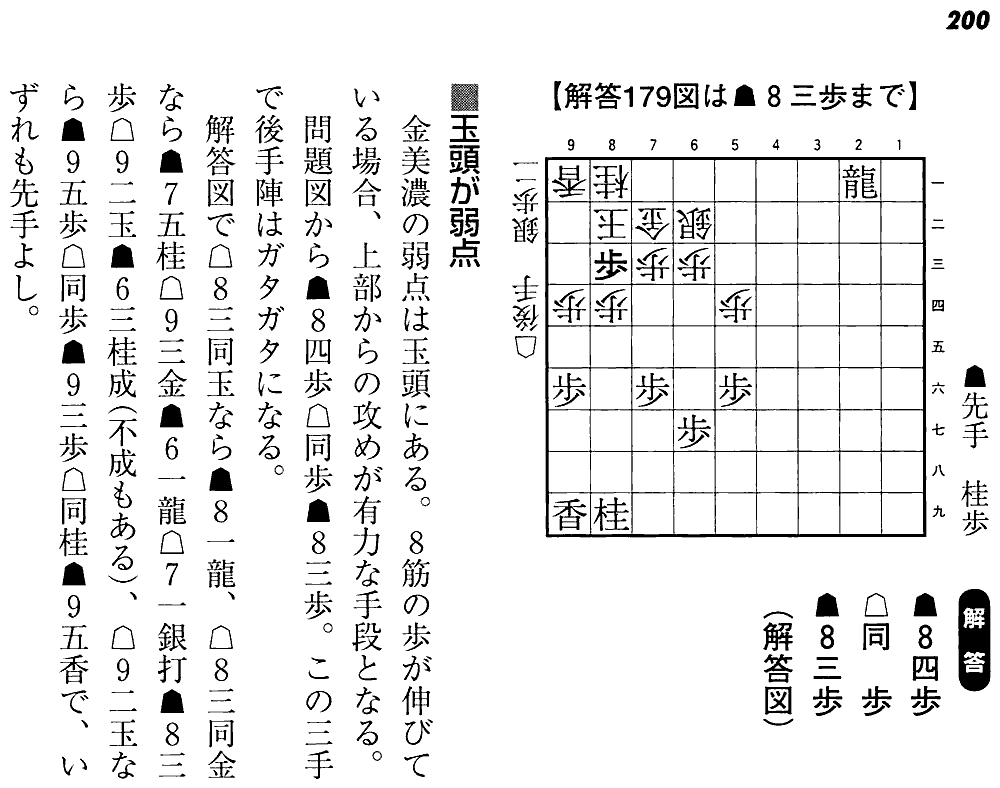 200
【解答179図は☗８三歩まで】
９ ８ ７ ６ ５ ４ ３ ２ １
香 桂 龍 一
王 金 銀 二
歩 歩 歩 三
歩 歩 歩 四
五
歩 歩 歩 六
歩 七
八
香 桂 九
☖後手 銀歩二
☗先手 桂歩
解答
☗８四歩
☖同 歩
☗８三歩
（解答図）
■玉頭が弱点
金美濃の弱点は玉頭にある。８筋の歩が伸びて
いる場合、上部からの攻めが有力な手段となる。
問題図から☗８四歩☖同歩☗８三歩。この三手
で後手陣はガタガタになる。
解答図で☖８三同玉なら☗８一龍、☖８三同金
なら☗７五桂☖９三金☗６一龍☖７一銀打☗８三
歩☖９二玉☗６三桂成（不成もある）、☖９二玉な
ら☗９五歩☖同歩☗９三歩☖同桂☗９五香で、い
ずれも先手よし。